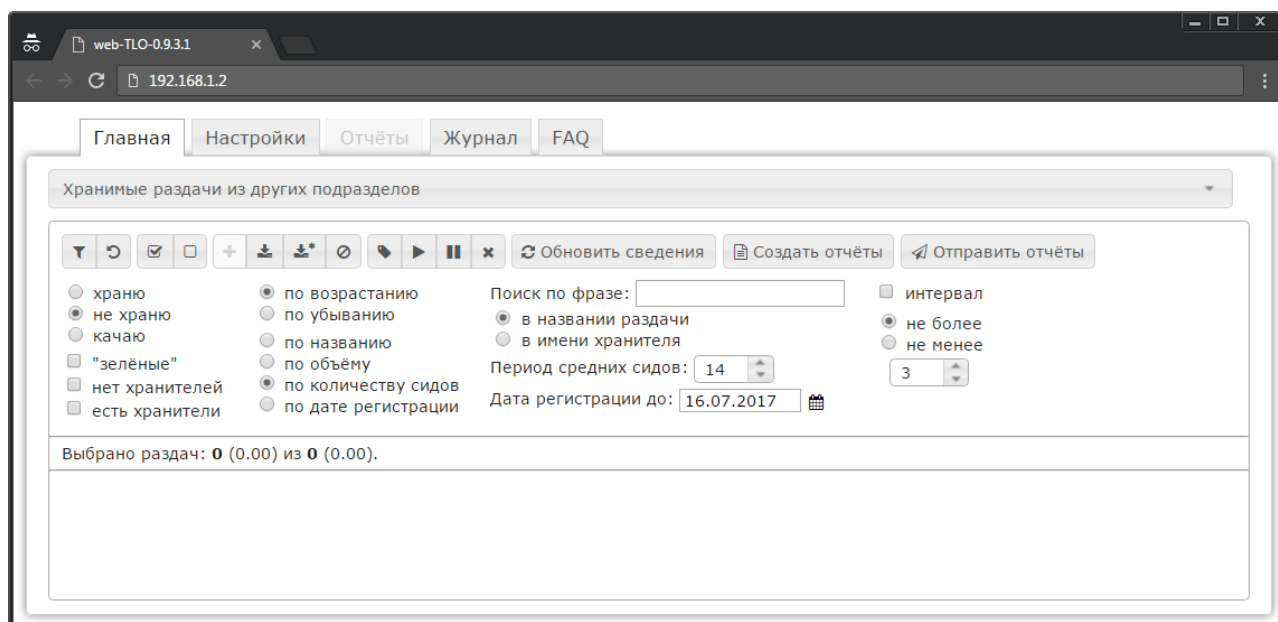 web-TLO-0.9.3.1
192.168.1.2
Главная Настройки Отчёты Журнал FAQ
Хранимые раздачи из других подразделов
Обновить сведения Создать отчёты Отправить отчёты
храню по возрастанию Поиск по фразе: интервал
не храню по убыванию в названии раздачи не более
качаю по названию в имени хранителя не менее
"зелёные" по объёму Период средних сидов: 14 3
нет хранителей по количеству сидов
есть хранители по дате регистрации Дата регистрации до: 16.07.2017
Выбрано раздач: 0 (0.00) из 0 (0.00).